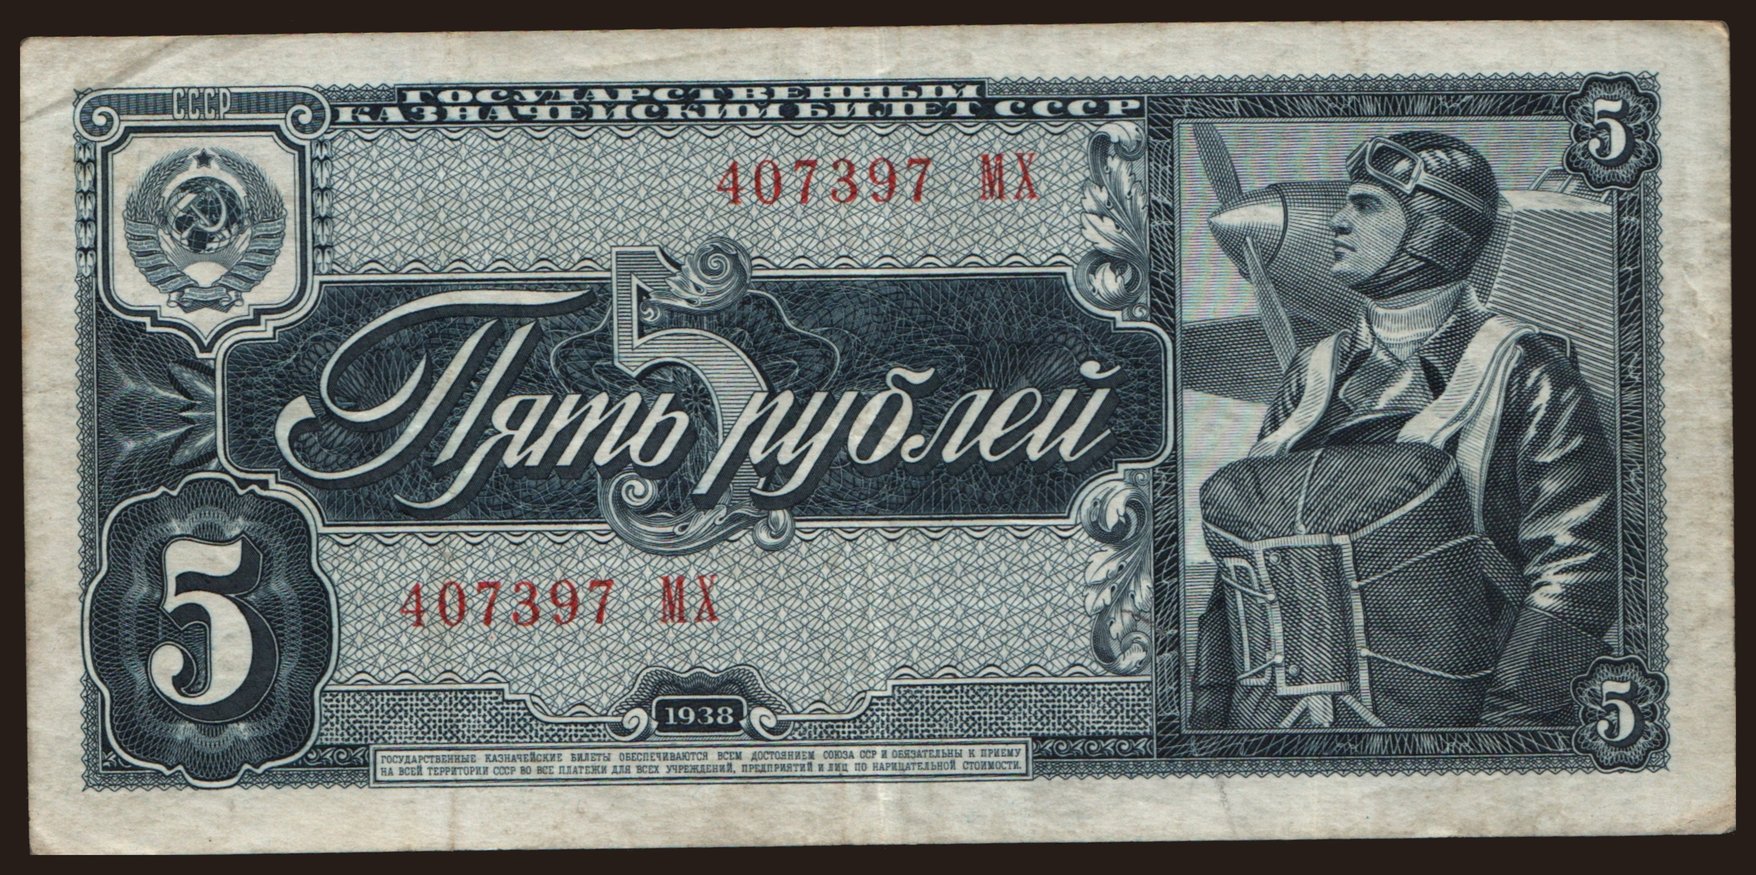 СССР
ГОСУДАРСТВЕННЫЙ
КАЗНАЧЕЙСКИЙ БИЛЕТ СССР
5
407397 МХ
5
Пять рублей
5
407397 МХ
1938
5
ГОСУДАРСТВЕННЫЕ КАЗНАЧЕЙСКИЕ БИЛЕТЫ ОБЕСПЕЧИВАЮТСЯ ВСЕМ ДОСТОЯНИЕМ СОЮЗА ССР И ОБЯЗАТЕЛЬНЫ К ПРИЕМУ
НА ВСЕЙ ТЕРРИТОРИИ СССР ВО ВСЕ ПЛАТЕЖИ ДЛЯ ВСЕХ УЧРЕЖДЕНИЙ, ПРЕДПРИЯТИЙ И ЛИЦ ПО НАРИЦАТЕЛЬНОЙ СТОИМОСТИ.